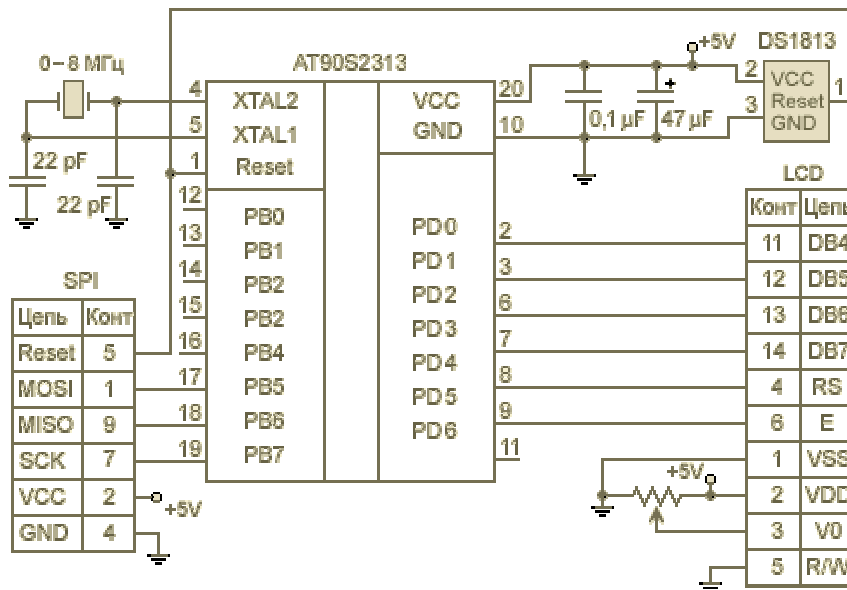 +5V
DS1813
0-8 МГц
AT90S2313
4
XTAL2
VCC
20
2
VCC
1
5
XTAL1
GND
10
0,1 µF
47 µF
3
Reset
GND
1
Reset
22 pF
22 pF
LCD
12
PB0
13
PB1
14
PB2
15
PB2
16
PB4
17
PB5
18
PB6
19
PB7
PD0
2
PD1
3
PD2
6
PD3
7
PD4
8
PD5
9
PD6
11
SPI
Цепь Конт
Reset 5
MOSI 1
MISO 9
SCK 7
VCC 2
+5V
GND 4
Конт Цепь
11 DB4
12 DB5
13 DB6
14 DB7
4 RS
6 E
1 VSS
+5V
2 VDD
3 V0
5 R/W